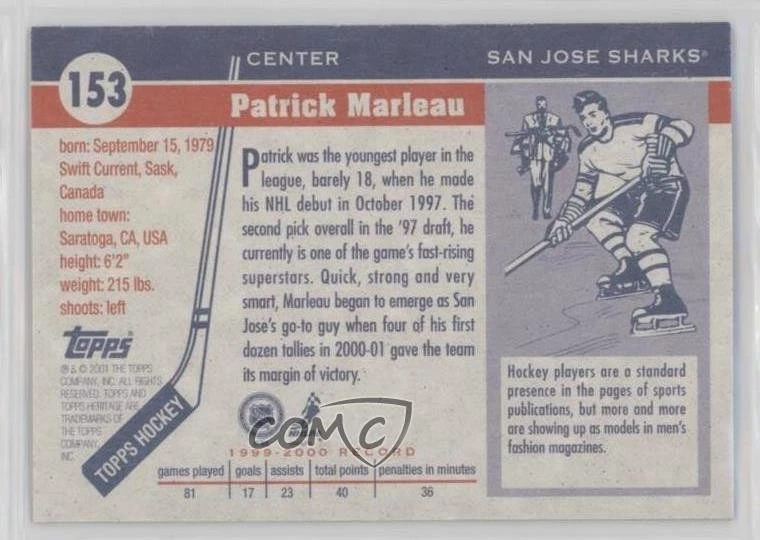 CENTER
SAN JOSE SHARKS®
153
Patrick Marleau
born: September 15, 1979
Swift Current, Sask,
Canada
home town:
Saratoga, CA, USA
height: 6'2"
weight: 215 lbs.
shoots: left
Patrick was the youngest player in the
league, barely 18, when he made
his NHL debut in October 1997. The
second pick overall in the '97 draft, he
currently is one of the game's fast-rising
superstars. Quick, strong and very
smart, Marleau began to emerge as San
Jose's go-to guy when four of his first
dozen tallies in 2000-01 gave the team
its margin of victory.
Topps®
® & © 2001 THE TOPPS
COMPANY, INC. ALL RIGHTS
RESERVED. TOPPS AND
TOPPS HERITAGE ARE
TRADEMARKS OF
THE TOPPS
COMPANY,
INC.
TOPPS HOCKEY
COMC
1999-2000 RECORD
games played goals assists total points penalties in minutes
81 17 23 40 36
Hockey players are a standard
presence in the pages of sports
publications, but more and more
are showing up as models in men's
fashion magazines.